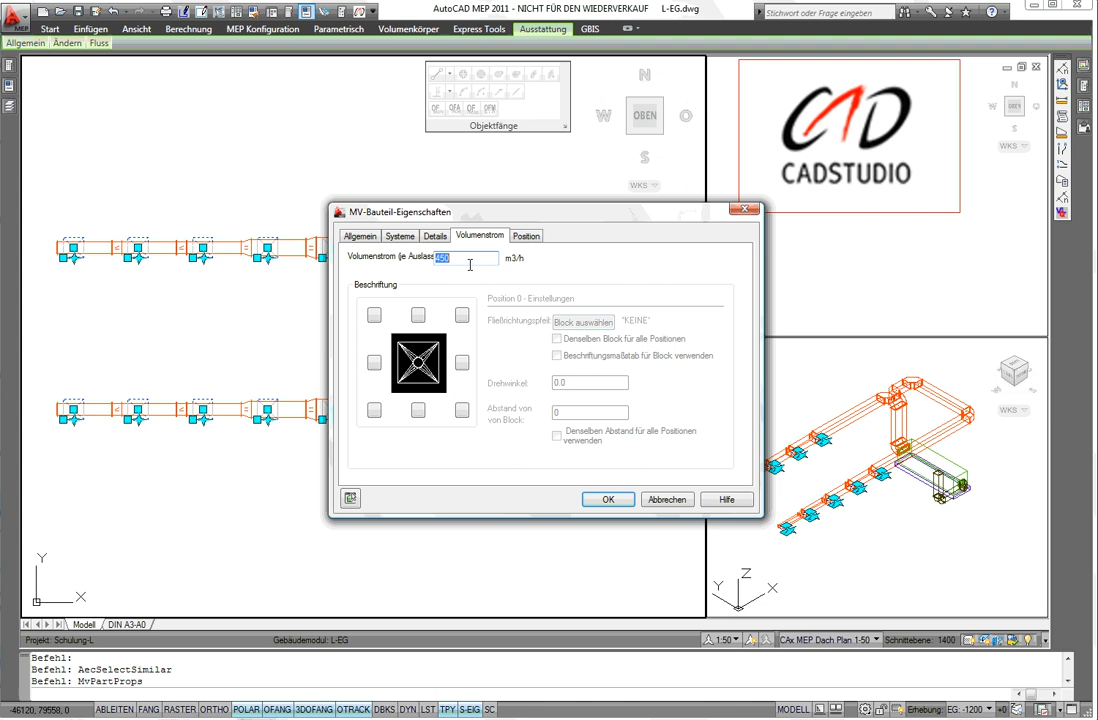 AutoCAD MEP 2011 - NICHT FÜR DEN WIEDERVERKAUF L-EG.dwg
Stichwort oder Frage eingeben
MEP
Start Einfügen Ansicht Berechnung MEP Konfiguration Parametrisch Volumenkörper Express Tools Ausstattung GBIS
Allgemein Ändern Fluss
Objektfänge
N
W OBEN O
S
WKS
CAD
CADSTUDIO
N
W OBEN O
S
WKS
MV-Bauteil-Eigenschaften
Allgemein Systeme Details Volumenstrom Position
Volumenstrom (je Auslass 450 m3/h
Beschriftung
Position 0 - Einstellungen
Fließrichtungspfeil: Block auswählen "KEINE"
Denselben Block für alle Positionen
Beschriftungsmaßstab für Block verwenden
Drehwinkel: 0.0
Abstand von
von Block: 0
Denselben Abstand für alle Positionen
verwenden
OK Abbrechen Hilfe
WKS
Y
X
Z
Y X
Modell DIN A3-A0
Projekt: Schulung-L Gebäudemodul: L-EG 1:50 CAx MEP Dach Plan 1-50 Schnittebene: 1400
Befehl:
Befehl: AecSelectSimilar
Befehl: MvPartProps
-46120, 79558, 0 ABLEITEN FANG RASTER ORTHO POLAR OFANG 3DOFANG OTRACK DBKS DYN LST TPY S-EIG SC MODELL Erhebung: EG: -1200 +0